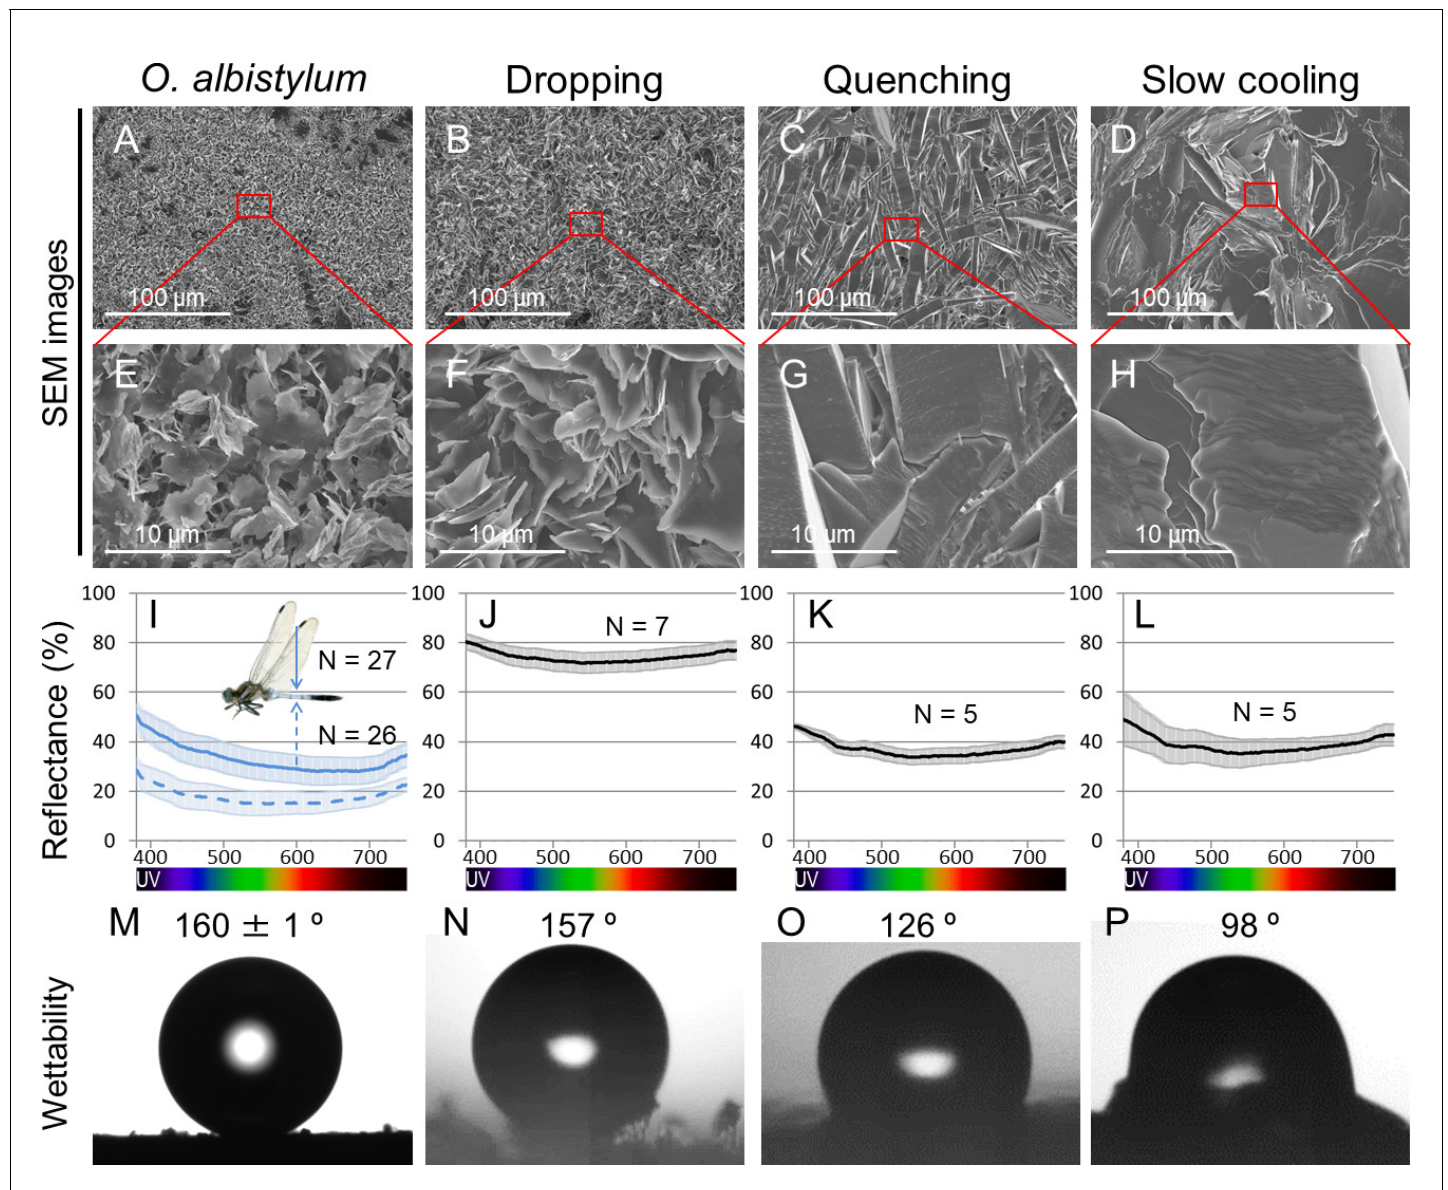 O. albistylum Dropping Quenching Slow cooling
SEM images
A B C D
100 µm 100 µm 100 µm 100 µm
E F G H
10 µm 10 µm 10 µm 10 µm
Reflectance (%)
I J K L
100 100 100 100
80 80 80 80
60 60 60 60
40 40 40 40
20 20 20 20
0 0 0 0
N = 27
N = 26
N = 7
N = 5
N = 5
400 500 600 700 400 500 600 700 400 500 600 700 400 500 600 700
UV UV UV UV
Wettability
M 160 ± 1 º N 157 º O 126 º P 98 º